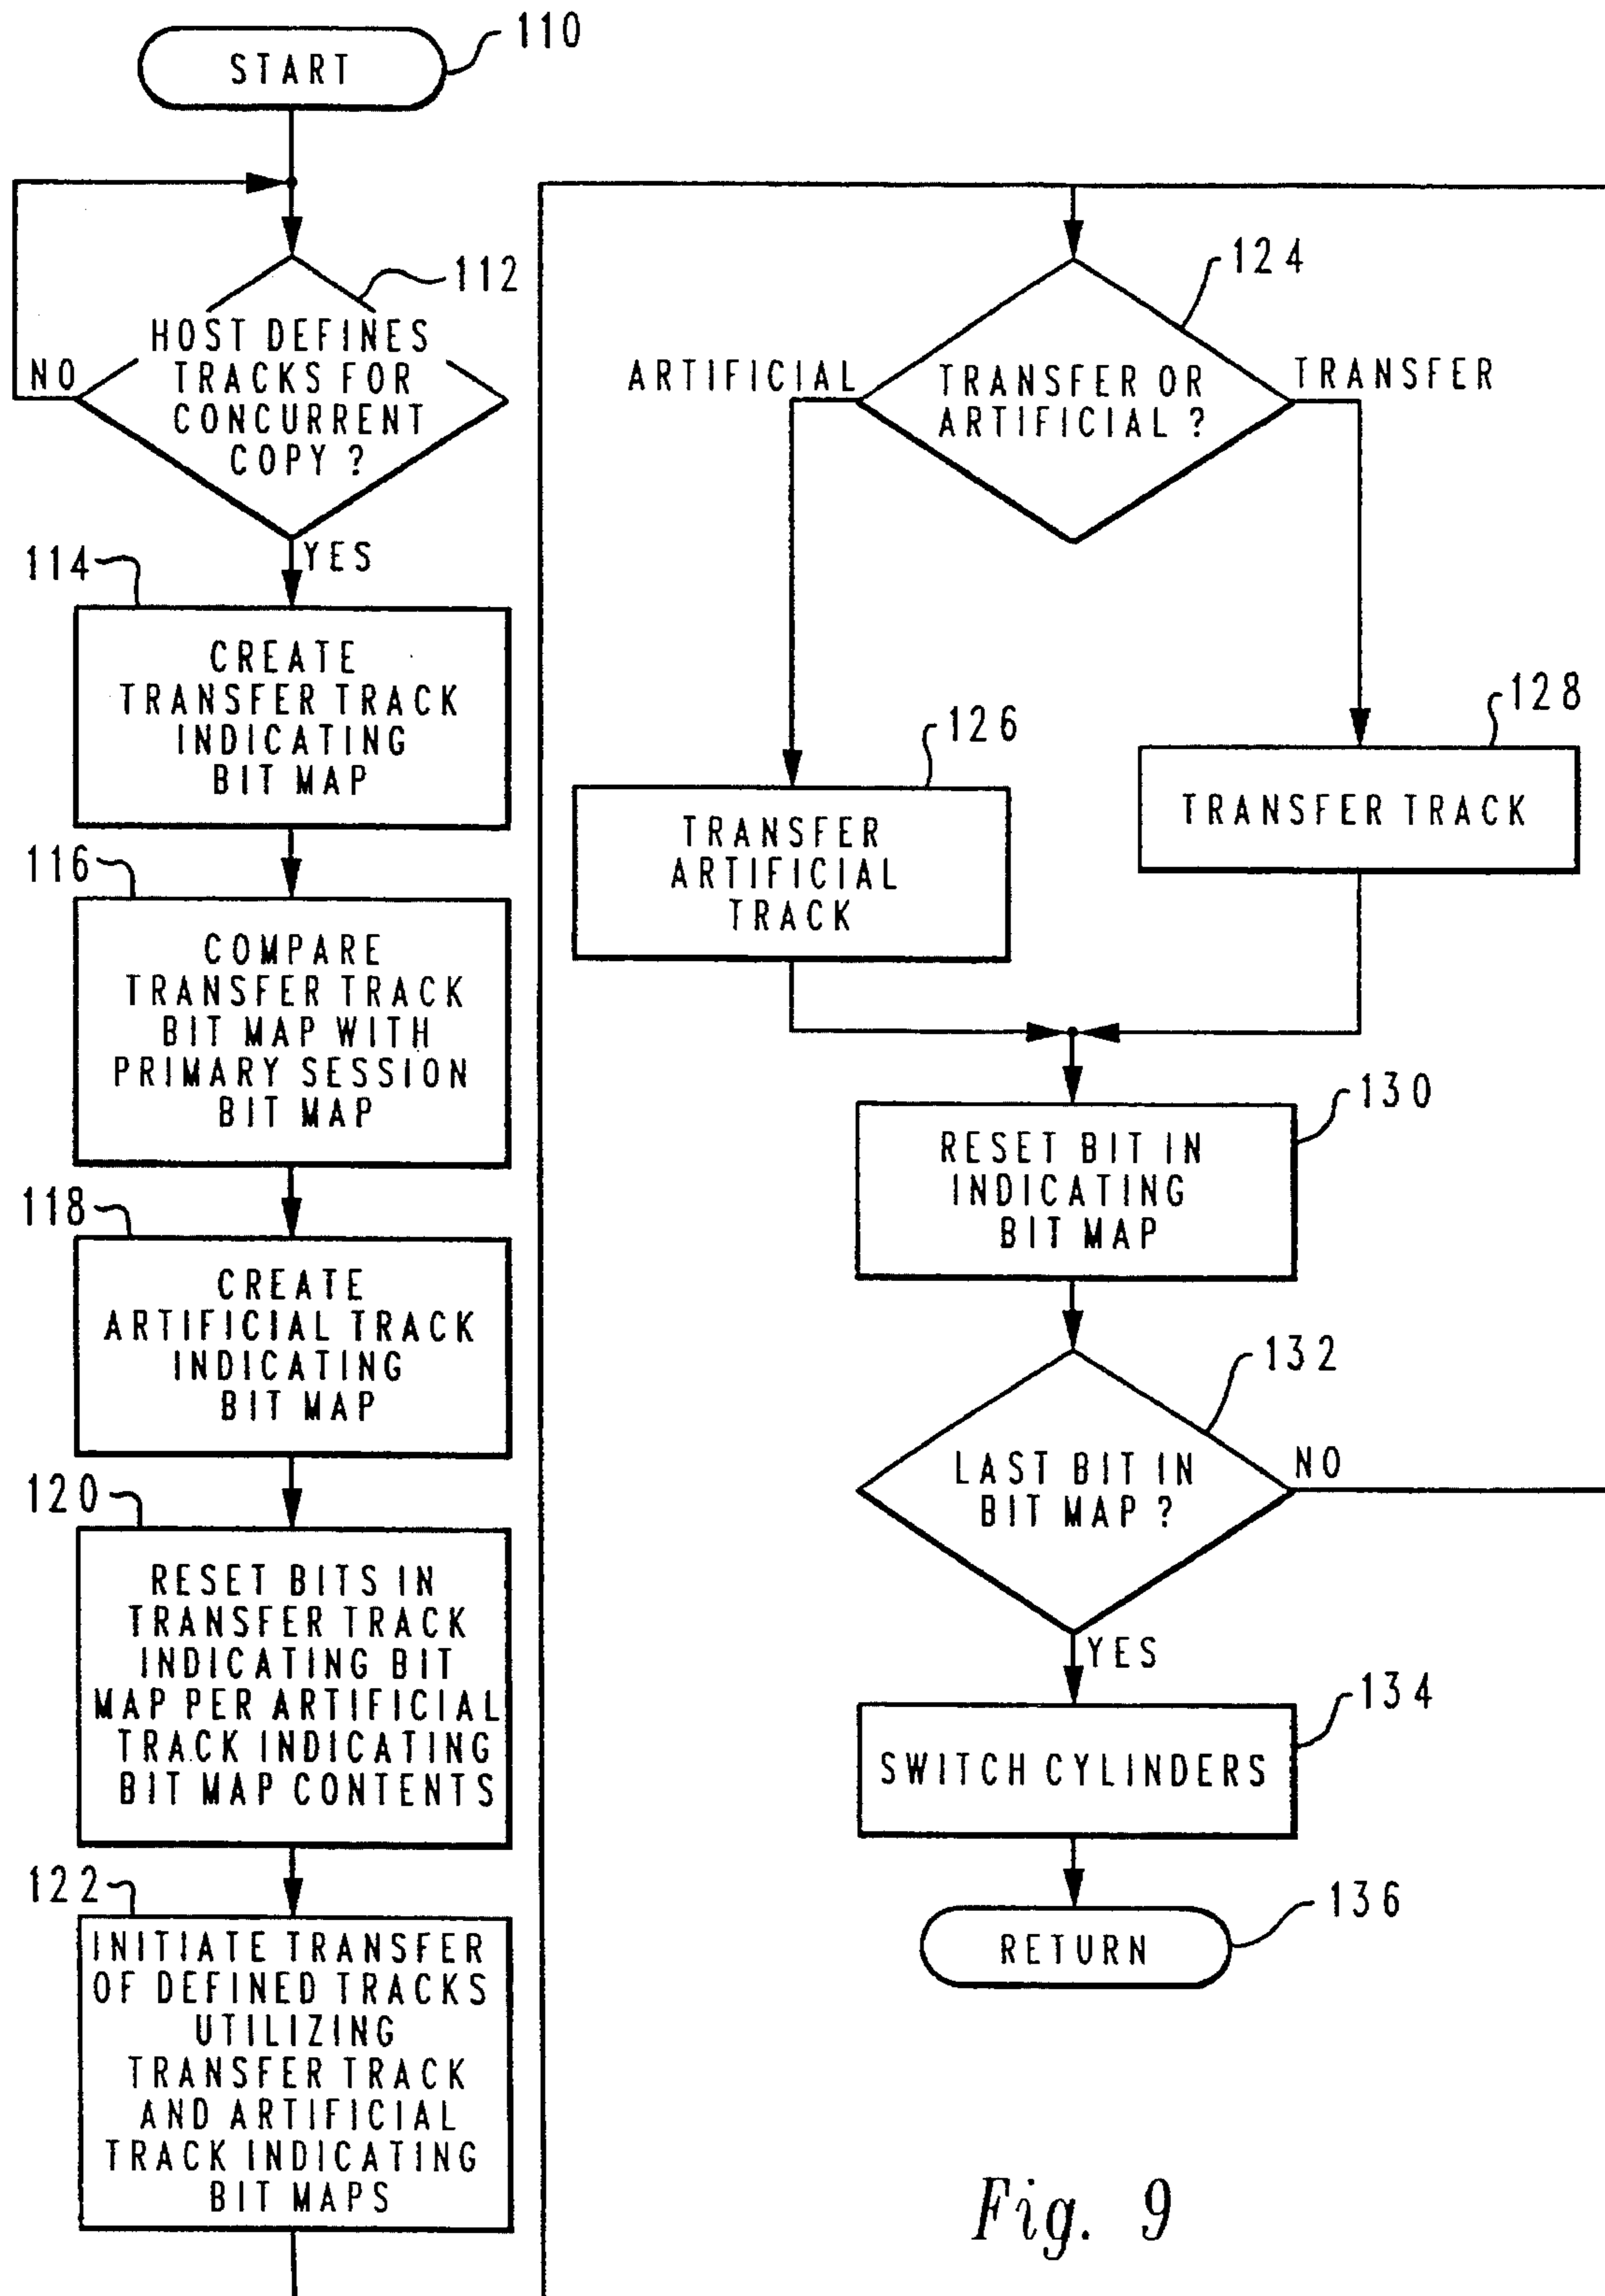 110
START
112
HOST DEFINES
TRACKS FOR
CONCURRENT
COPY ?
NO
YES
114
CREATE
TRANSFER TRACK
INDICATING
BIT MAP
116
COMPARE
TRANSFER TRACK
BIT MAP WITH
PRIMARY SESSION
BIT MAP
118
CREATE
ARTIFICIAL TRACK
INDICATING
BIT MAP
120
RESET BITS IN
TRANSFER TRACK
INDICATING BIT
MAP PER ARTIFICIAL
TRACK INDICATING
BIT MAP CONTENTS
122
INITIATE TRANSFER
OF DEFINED TRACKS
UTILIZING
TRANSFER TRACK
AND ARTIFICIAL
TRACK INDICATING
BIT MAPS
124
ARTIFICIAL
TRANSFER OR
ARTIFICIAL ?
TRANSFER
126
TRANSFER
ARTIFICIAL
TRACK
128
TRANSFER TRACK
130
RESET BIT IN
INDICATING
BIT MAP
132
LAST BIT IN
BIT MAP ?
NO
YES
134
SWITCH CYLINDERS
136
RETURN
Fig. 9